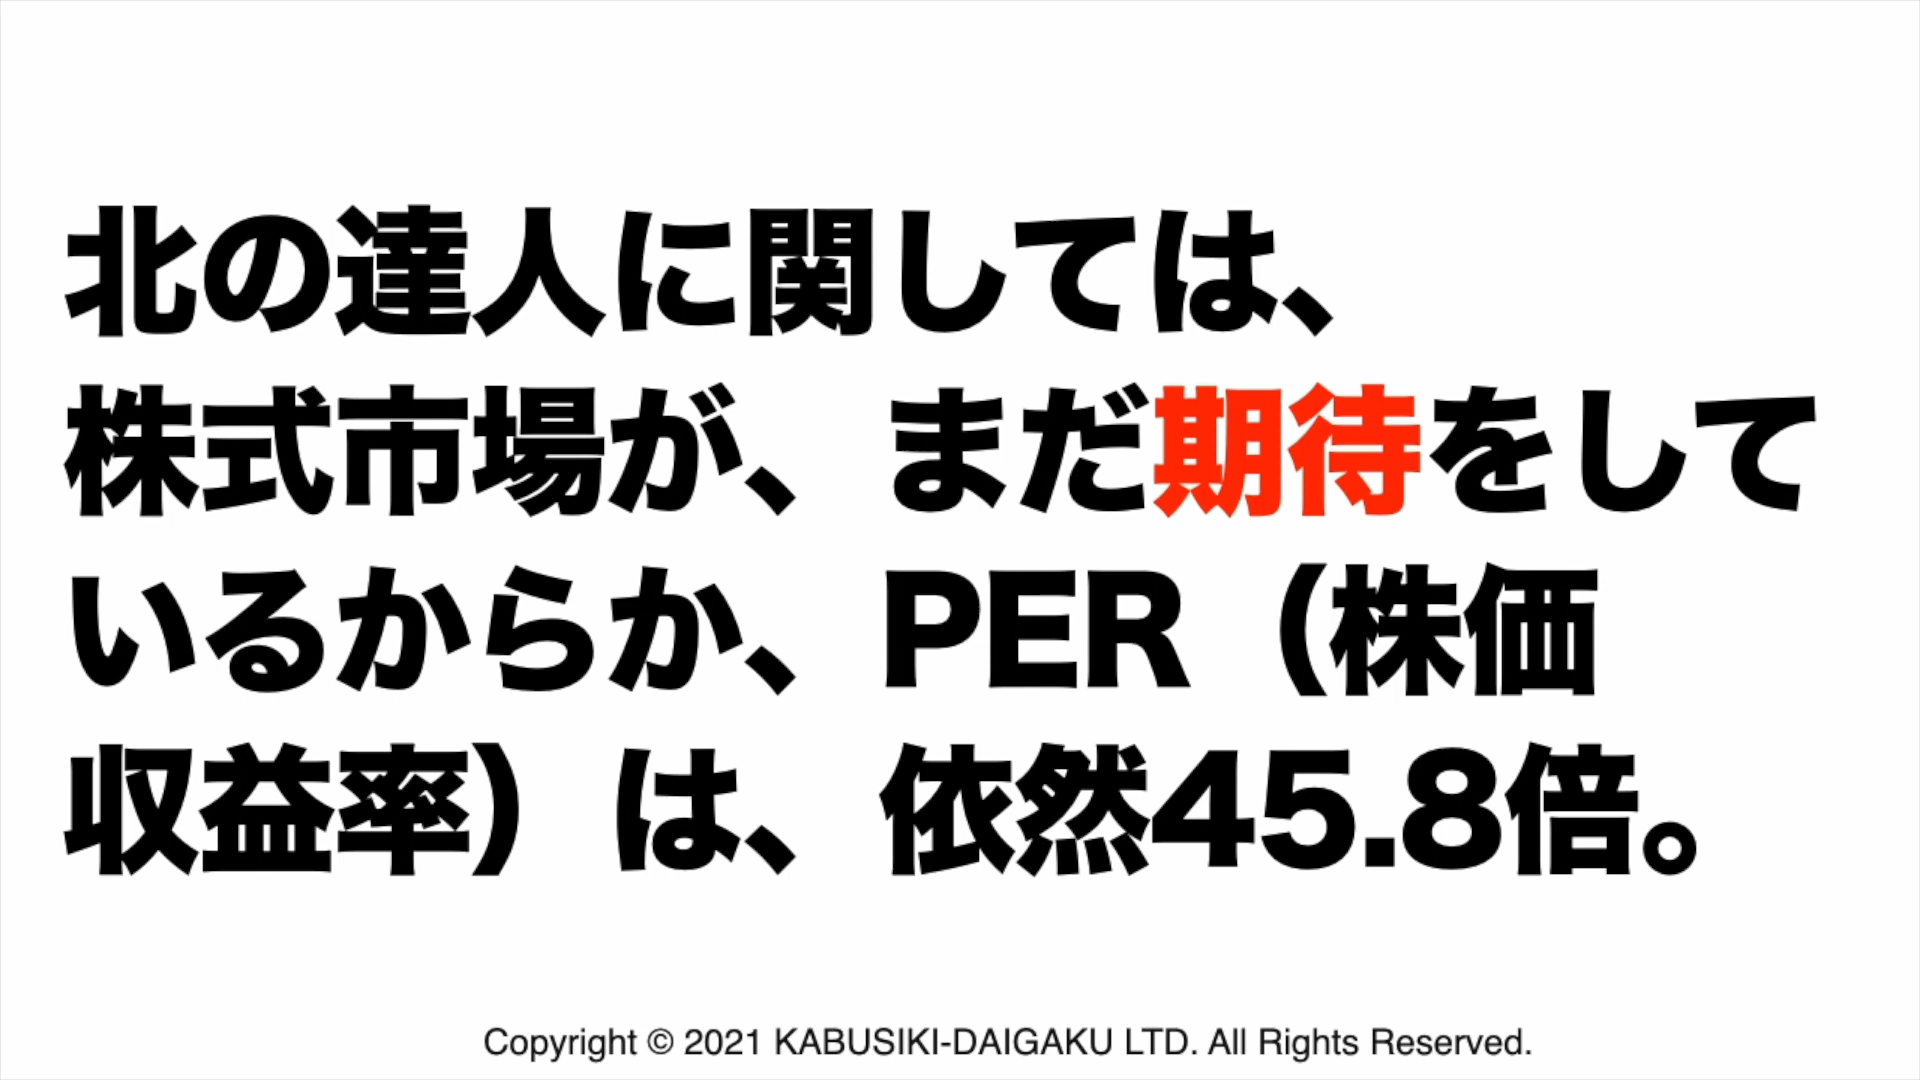 北の達人に関しては、
株式市場が、まだ期待をして
いるからか、PER（株価
収益率）は、依然45.8倍。
Copyright © 2021 KABUSIKI-DAIGAKU LTD. All Rights Reserved.